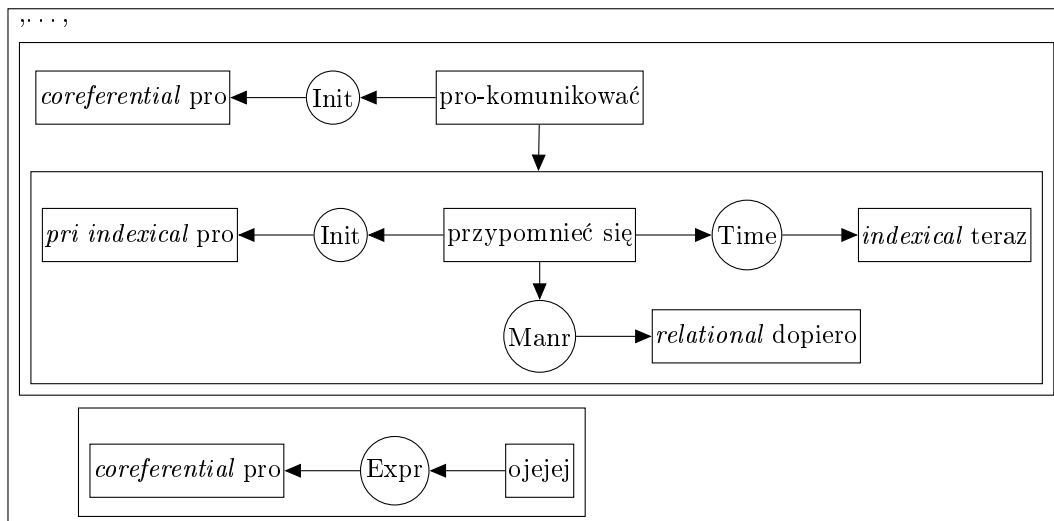 ,. . . ,
coreferential pro Init pro-komunikować
pri indexical pro Init przypomnieć się Time indexical teraz
Manr relational dopiero
coreferential pro Expr ojejej